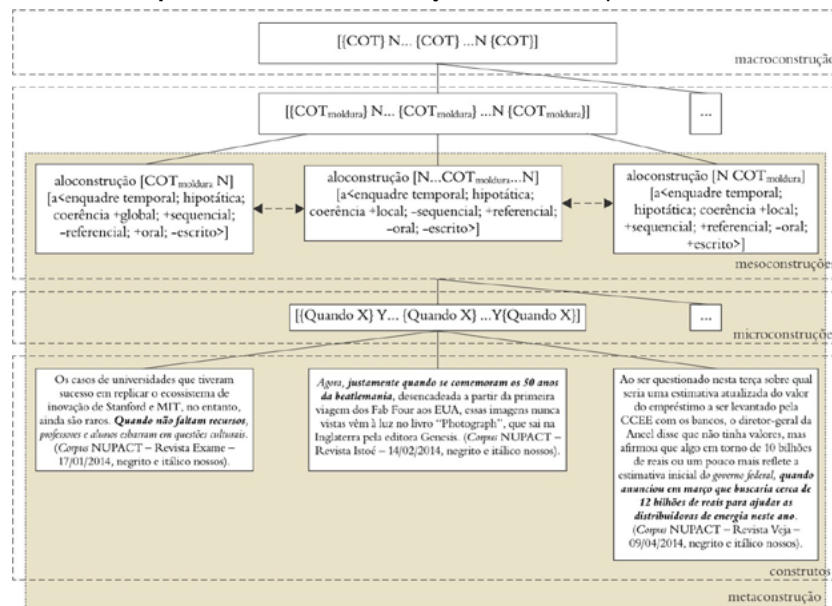 [{COT} N... {COT} ...N {COT}]
macroconstrução
[{COTmoldura} N... {COTmoldura} ...N {COTmoldura}]
...
aloconstrução [COTmoldura N]
[a<enquadre temporal; hipotática;
coerência +global; +sequencial;
–referencial; +oral; –escrito>]
aloconstrução [N...COTmoldura...N]
[a<enquadre temporal; hipotática;
coerência +local; –sequencial; +referencial;
–oral; –escrito>]
aloconstrução [N COTmoldura]
[a<enquadre temporal;
hipotática; coerência +local;
+sequencial; +referencial; –oral;
+escrito>]
mesoconstruções
[{Quando X} Y... {Quando X} ...Y{Quando X}]
...
microconstruções
Os casos de universidades que tiveram
sucesso em replicar o ecossistema de
inovação de Stanford e MIT, no entanto,
ainda são raros. Quando não faltam recursos,
professores e alunos esbarram em questões culturais.
(Corpus NUPACT – Revista Exame –
17/01/2014, negrito e itálico nossos).
Agora, justamente quando se comemoram os 50 anos
da beatlemania, desencadeada a partir da primeira
viagem dos Fab Four aos EUA, essas imagens nunca
vistas vêm à luz no livro "Photograph", que sai na
Inglaterra pela editora Genesis. (Corpus NUPACT –
Revista Istoé – 14/02/2014, negrito e itálico nossos).
Ao ser questionado nesta terça sobre qual
seria uma estimativa atualizada do valor
do empréstimo a ser levantado pela
CCEE com os bancos, o diretor-geral da
Aneel disse que não tinha valores, mas
afirmou que algo em torno de 10 bilhões
de reais ou um pouco mais reflete a
estimativa inicial do governo federal, quando
anunciou em março que buscaria cerca de
12 bilhões de reais para ajudar as
distribuidoras de energia neste ano.
(Corpus NUPACT – Revista Veja –
09/04/2014, negrito e itálico nossos).
construtos
metaconstrução